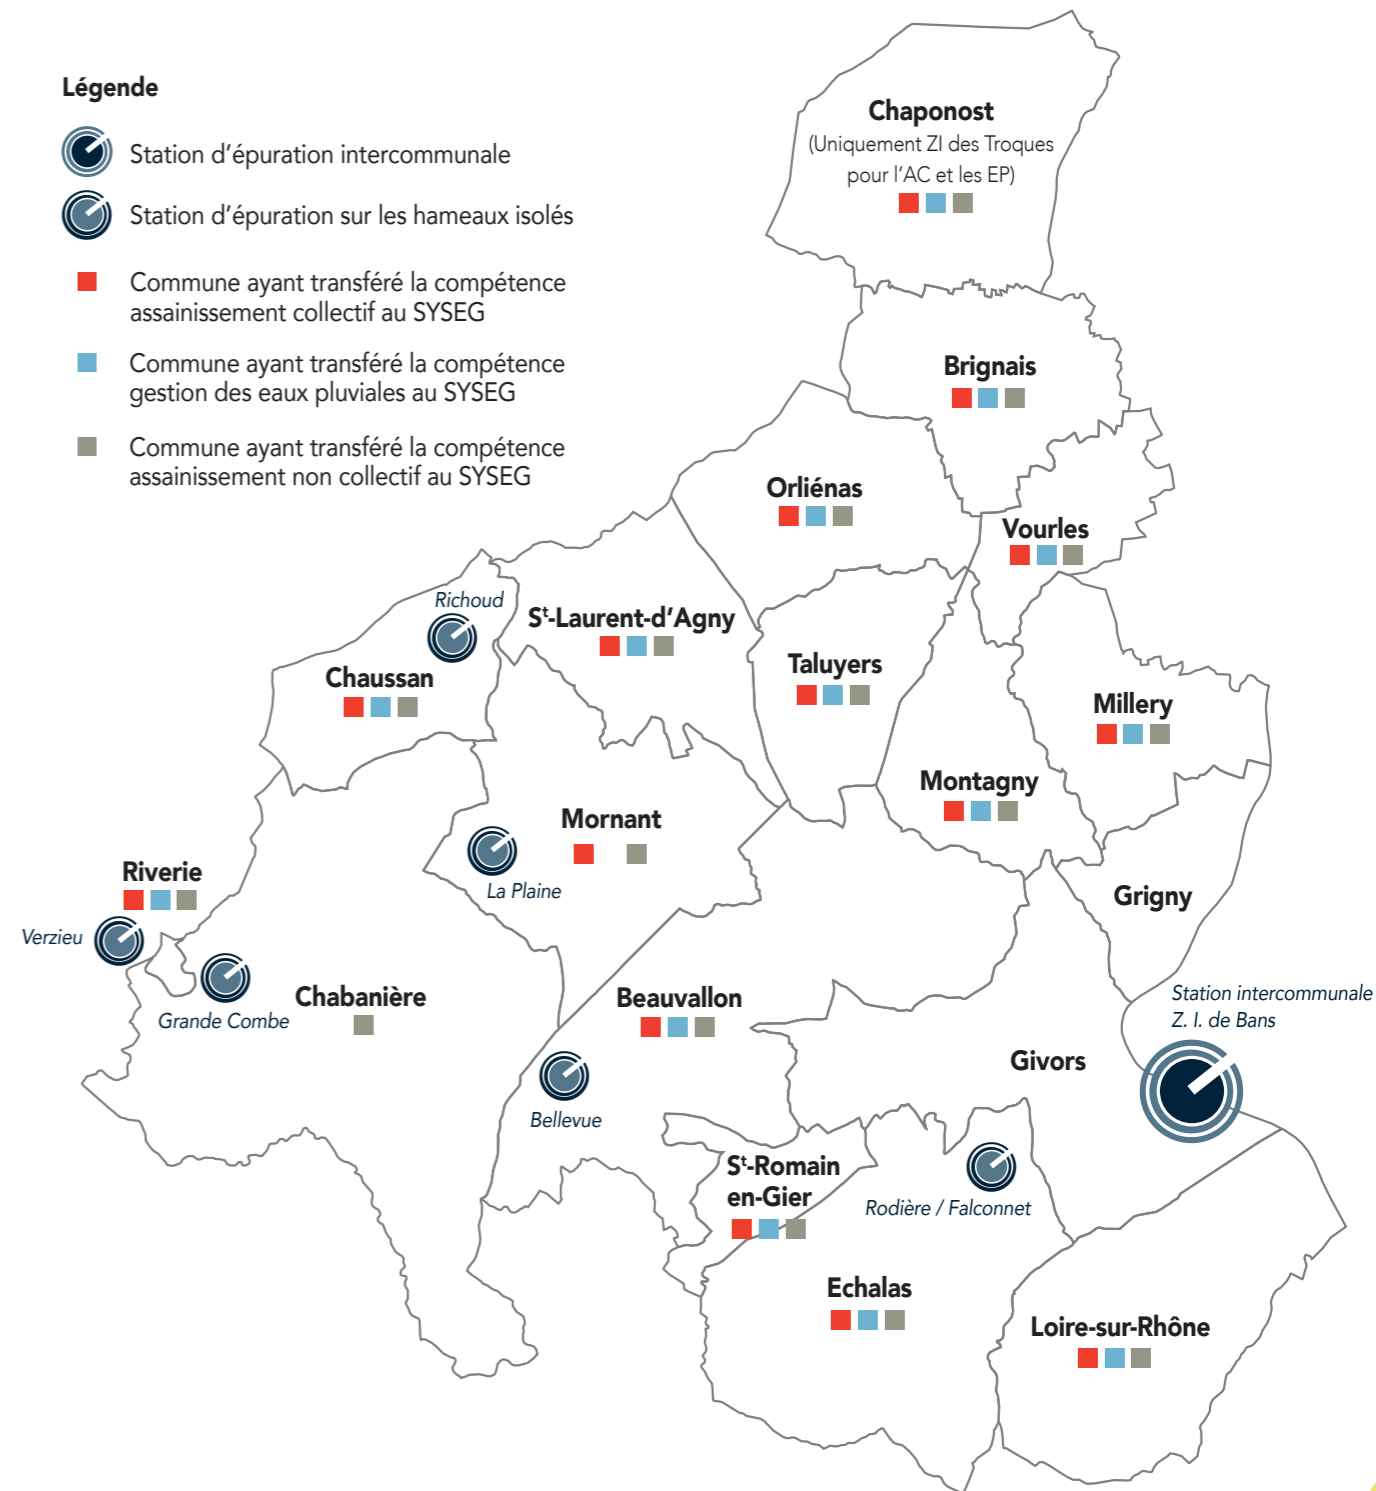 Légende
Station d'épuration intercommunale
Station d'épuration sur les hameaux isolés
Commune ayant transféré la compétence
assainissement collectif au SYSEG
Commune ayant transféré la compétence
gestion des eaux pluviales au SYSEG
Commune ayant transféré la compétence
assainissement non collectif au SYSEG
Chaponost
(Uniquement ZI des Troques
pour l'AC et les EP)
Brignais
Orliénas
Vourles
Richoud
St-Laurent-d'Agny
Chaussan
Taluyers
Millery
Montagny
Mornant
Riverie
La Plaine
Grigny
Verzieu
Chabanière
Grande Combe
Beauvallon
Station intercommunale
Z. I. de Bans
Givors
Bellevue
St-Romain
en-Gier
Rodière / Falconnet
Echalas
Loire-sur-Rhône